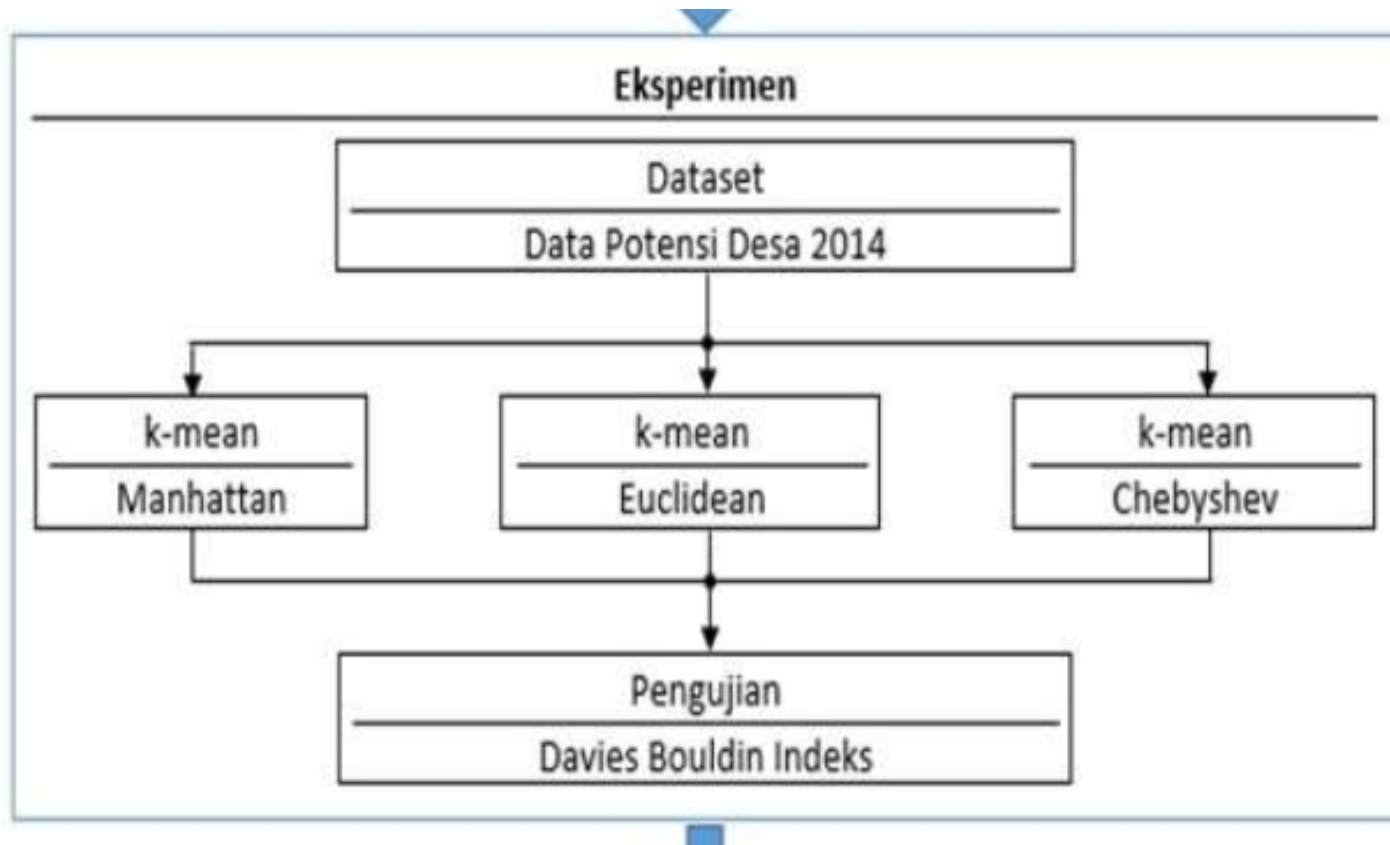 Eksperimen
Dataset
Data Potensi Desa 2014
k-mean
Manhattan
k-mean
Euclidean
k-mean
Chebyshev
Pengujian
Davies Bouldin Indeks